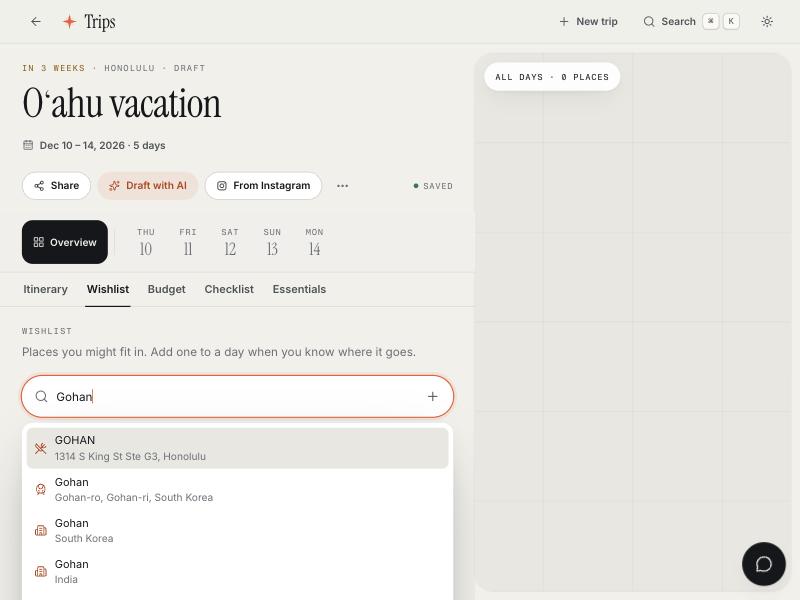 Trips
New trip
Search ⌘ K
IN 3 WEEKS · HONOLULU · DRAFT
Oʻahu vacation
Dec 10 – 14, 2026 · 5 days
Share
Draft with AI
From Instagram
SAVED
Overview
THU 10
FRI 11
SAT 12
SUN 13
MON 14
Itinerary
Wishlist
Budget
Checklist
Essentials
WISHLIST
Places you might fit in. Add one to a day when you know where it goes.
Gohan
GOHAN
1314 S King St Ste G3, Honolulu
Gohan
Gohan-ro, Gohan-ri, South Korea
Gohan
South Korea
Gohan
India
ALL DAYS · 0 PLACES